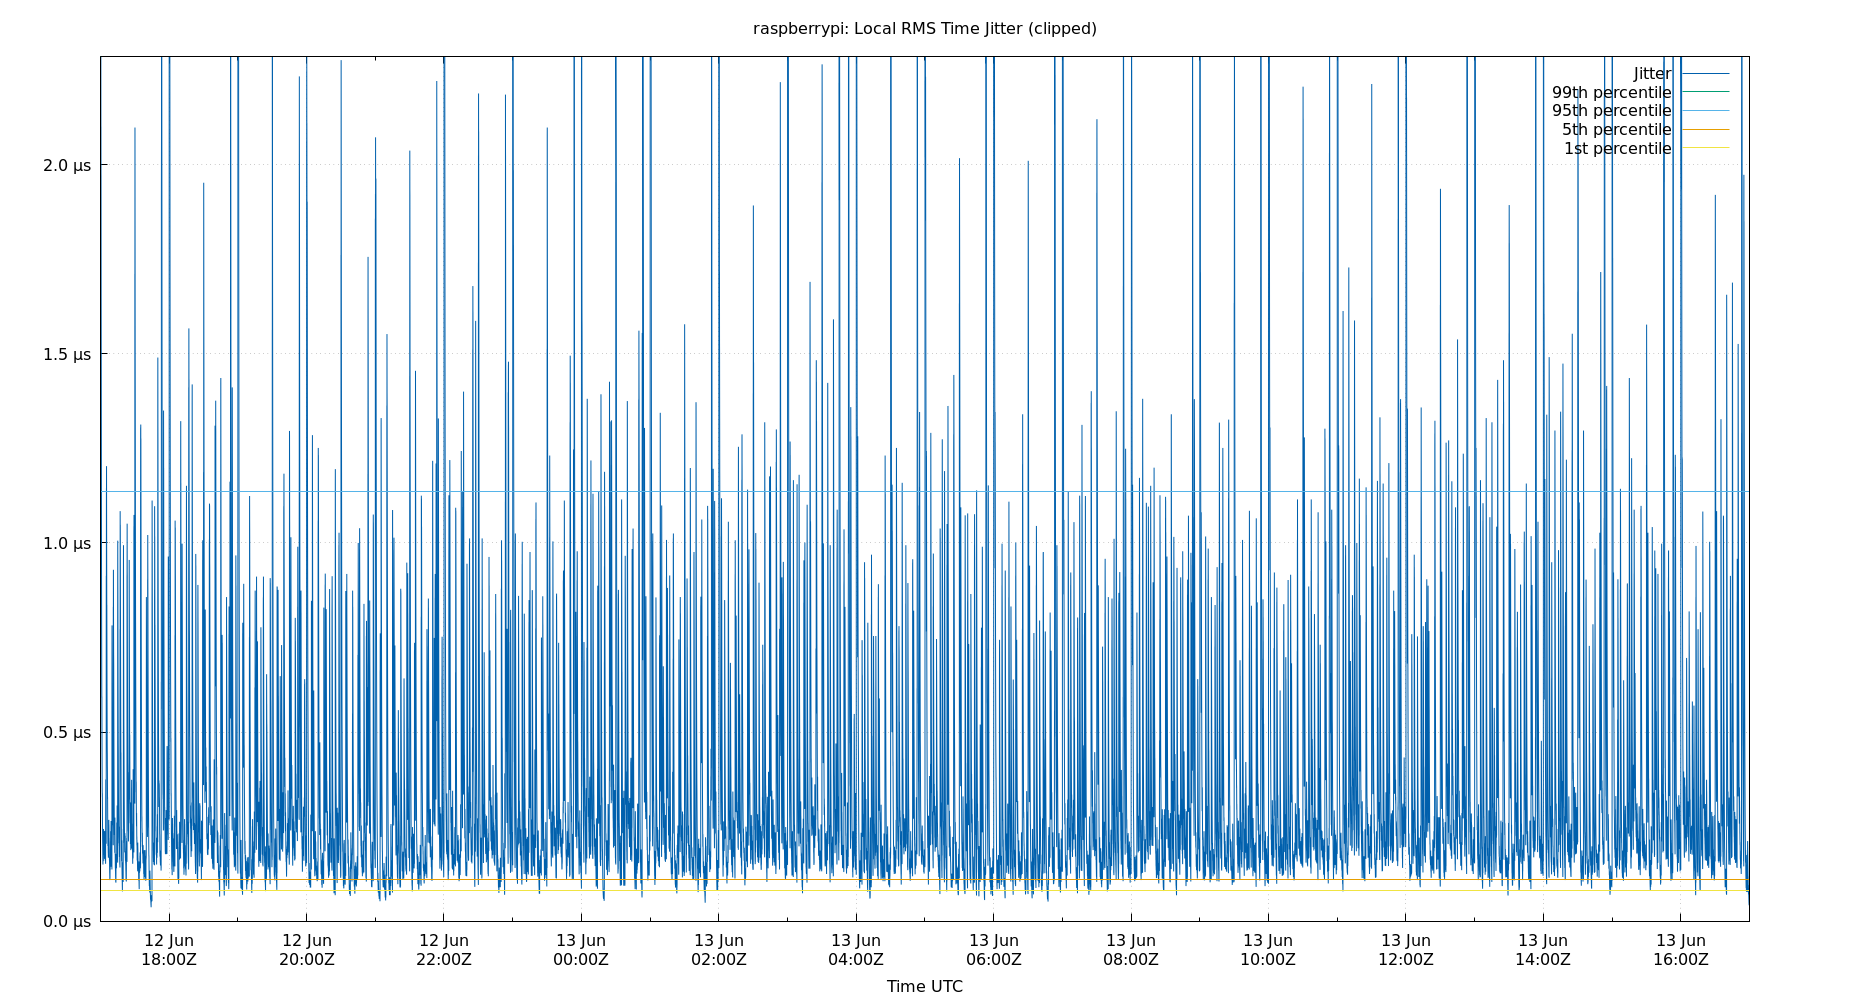 raspberrypi: Local RMS Time Jitter (clipped)
Jitter
99th percentile
95th percentile
5th percentile
1st percentile
2.0 μs
1.5 μs
1.0 μs
0.5 μs
0.0 μs
12 Jun 12 Jun 12 Jun 13 Jun 13 Jun 13 Jun 13 Jun 13 Jun 13 Jun 13 Jun 13 Jun 13 Jun
18:00Z 20:00Z 22:00Z 00:00Z 02:00Z 04:00Z 06:00Z 08:00Z 10:00Z 12:00Z 14:00Z 16:00Z
Time UTC